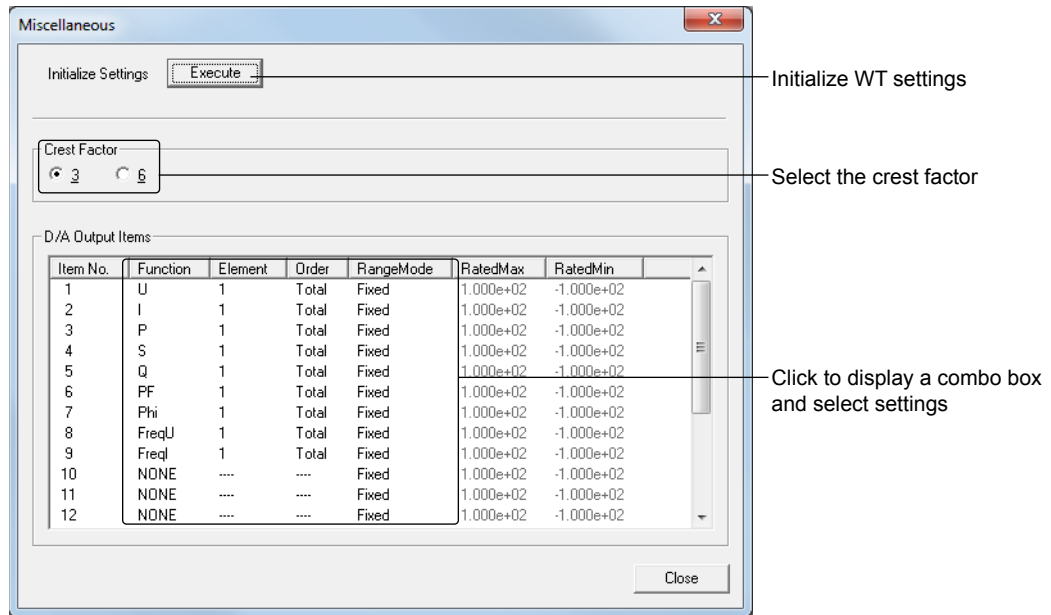 Miscellaneous
Initialize Settings Execute
Initialize WT settings
Crest Factor
3 6
Select the crest factor
D/A Output Items
Item No. Function Element Order RangeMode RatedMax RatedMin
1 U 1 Total Fixed 1.000e+02 -1.000e+02
2 I 1 Total Fixed 1.000e+02 -1.000e+02
3 P 1 Total Fixed 1.000e+02 -1.000e+02
4 S 1 Total Fixed 1.000e+02 -1.000e+02
5 Q 1 Total Fixed 1.000e+02 -1.000e+02
6 PF 1 Total Fixed 1.000e+02 -1.000e+02
7 Phi 1 Total Fixed 1.000e+02 -1.000e+02
8 FreqU 1 Total Fixed 1.000e+02 -1.000e+02
9 FreqI 1 Total Fixed 1.000e+02 -1.000e+02
10 NONE ---- ---- Fixed 1.000e+02 -1.000e+02
11 NONE ---- ---- Fixed 1.000e+02 -1.000e+02
12 NONE ---- ---- Fixed 1.000e+02 -1.000e+02
Click to display a combo box
and select settings
Close